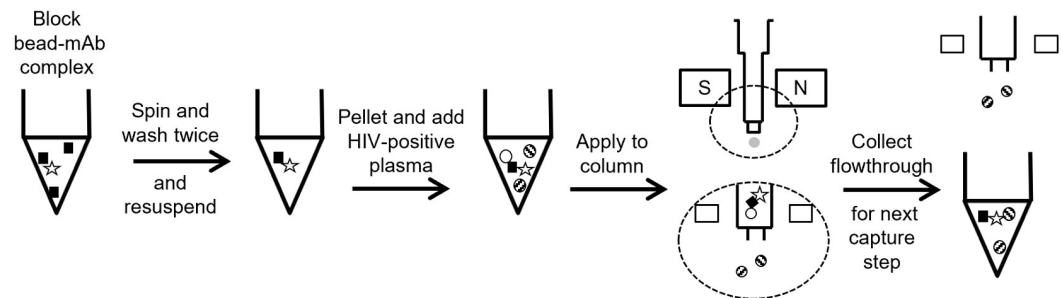 Block
bead-mAb
complex
Spin and
wash twice
and
resuspend
Pellet and add
HIV-positive
plasma
Apply to
column
S
N
Collect
flowthrough
for next
capture
step